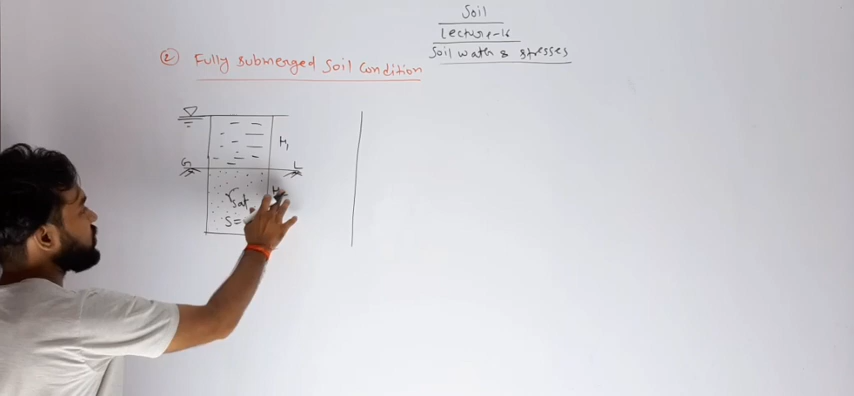 Soil
Lecture-16
Soil water & stresses
② Fully submerged Soil Condition
H₁
G L
γsat
S=